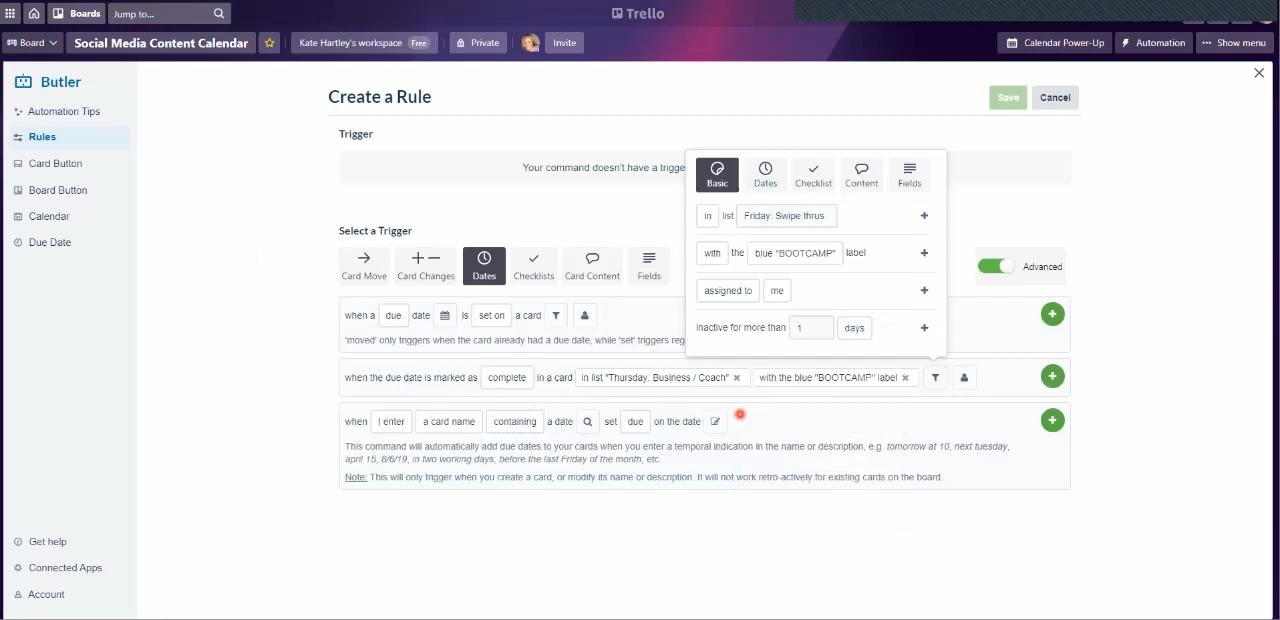 Boards
Jump to...
Trello
Board
Social Media Content Calendar
Kate Hartley's workspace Free
Private
Invite
Calendar Power-Up
Automation
Show menu
Butler
Automation Tips
Rules
Card Button
Board Button
Calendar
Due Date
Get help
Connected Apps
Account
Create a Rule
Save
Cancel
Trigger
Your command doesn't have a trigge
Select a Trigger
Card Move
Card Changes
Dates
Checklists
Card Content
Fields
Advanced
Basic
Dates
Checklist
Content
Fields
in list Friday: Swipe thrus
with the blue "BOOTCAMP" label
assigned to me
inactive for more than 1 days
when a due date is set on a card
'moved' only triggers when the card already had a due date, while 'set' triggers reg
when the due date is marked as complete in a card in list "Thursday: Business / Coach" with the blue "BOOTCAMP" label
when I enter a card name containing a date set due on the date
This command will automatically add due dates to your cards when you enter a temporal indication in the name or description, e.g. tomorrow at 10, next tuesday,
april 15, 8/6/19, in two working days, before the last Friday of the month, etc.
Note: This will only trigger when you create a card, or modify its name or description. It will not work retro-actively for existing cards on the board.